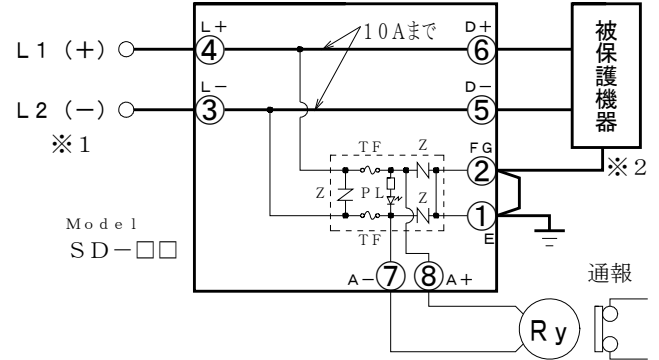 L1 (+)
L+
④
10Aまで
D+
⑥
被保護機器
L2 (−)
L−
③
D−
⑤
※1
TF
Z
FG
②
※2
Z
PL
Z
①
E
TF
Model
SD−□□
A−
⑦
⑧
A+
通報
Ry